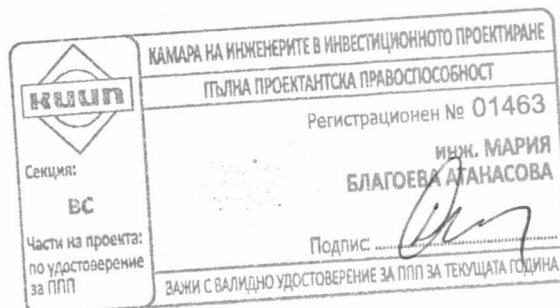 КАМАРА НА ИНЖЕНЕРИТЕ В ИНВЕСТИЦИОННОТО ПРОЕКТИРАНЕ
ПЪЛНА ПРОЕКТАНТСКА ПРАВОСПОСОБНОСТ
КИИП
Регистрационен № 01463
инж. МАРИЯ
БЛАГОЕВА АТАНАСОВА
Секция:
ВС
Части на проекта:
по удостоверение
за ППП
Подпис: ..................
ВАЖИ С ВАЛИДНО УДОСТОВЕРЕНИЕ ЗА ППП ЗА ТЕКУЩАТА ГОДИНА